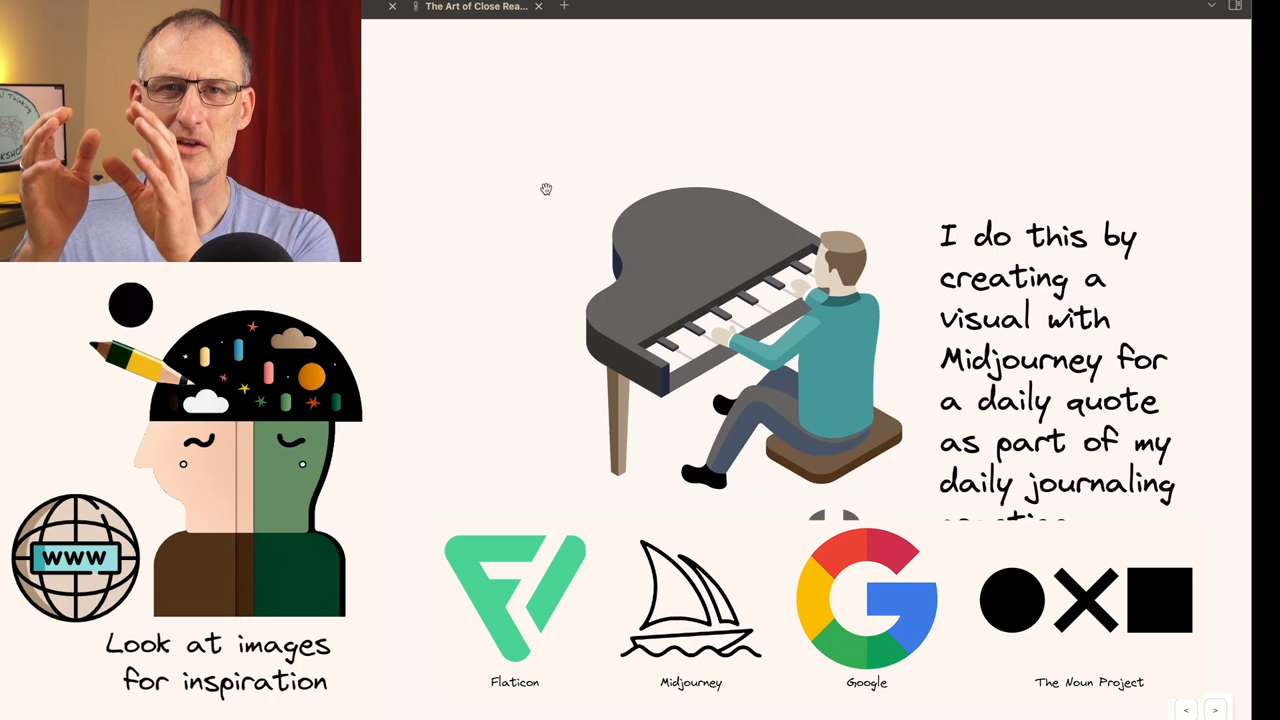 The Art of Close Rea...
I do this by
creating a
visual with
Midjourney for
a daily quote
as part of my
daily journaling
www
Look at images
for inspiration
Flaticon
Midjourney
Google
The Noun Project